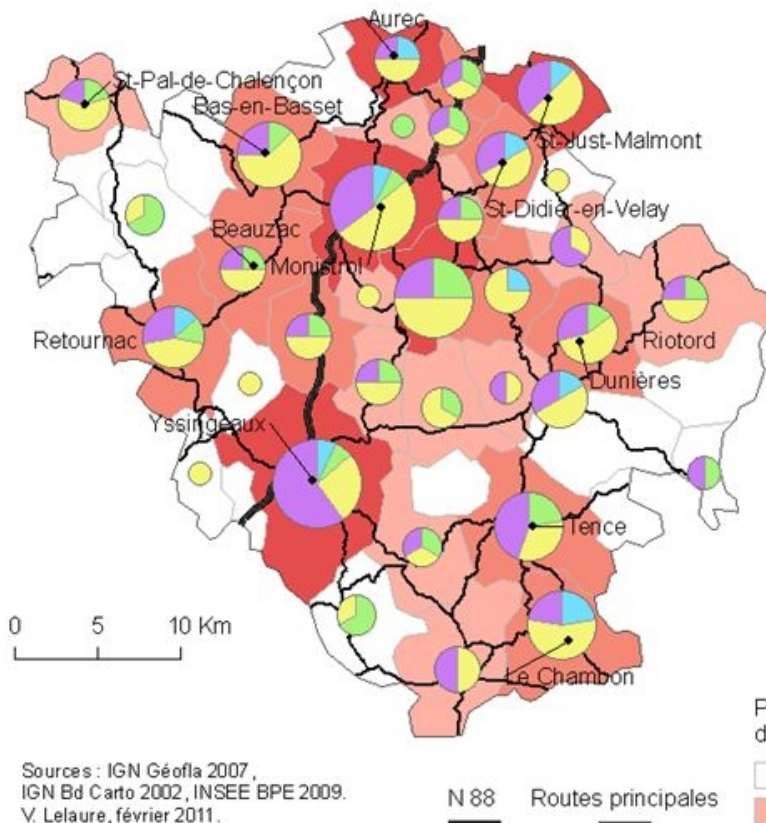 Aurec
St-Pal-de-Chalençon
Bas-en-Basset
St-Just-Malmont
St-Didier-en-Velay
Beauzac
Monistrol
Retournac
Riotord
Dunières
Yssingeaux
Tence
0 5 10 Km
Le Chambon
P
d
Sources : IGN Géofla 2007,
IGN Bd Carto 2002, INSEE BPE 2009.
V. Lelaure, février 2011.
N 88 Routes principales